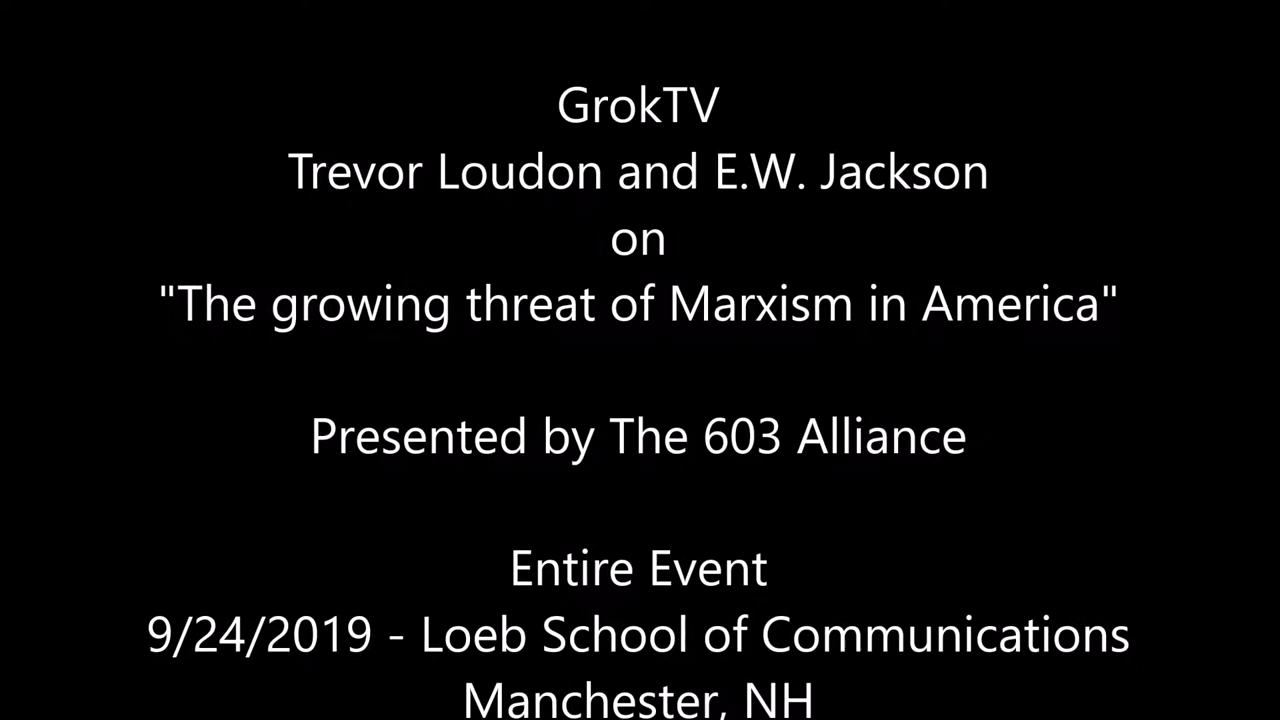 GrokTV
Trevor Loudon and E.W. Jackson
on
"The growing threat of Marxism in America"
Presented by The 603 Alliance
Entire Event
9/24/2019 - Loeb School of Communications
Manchester, NH